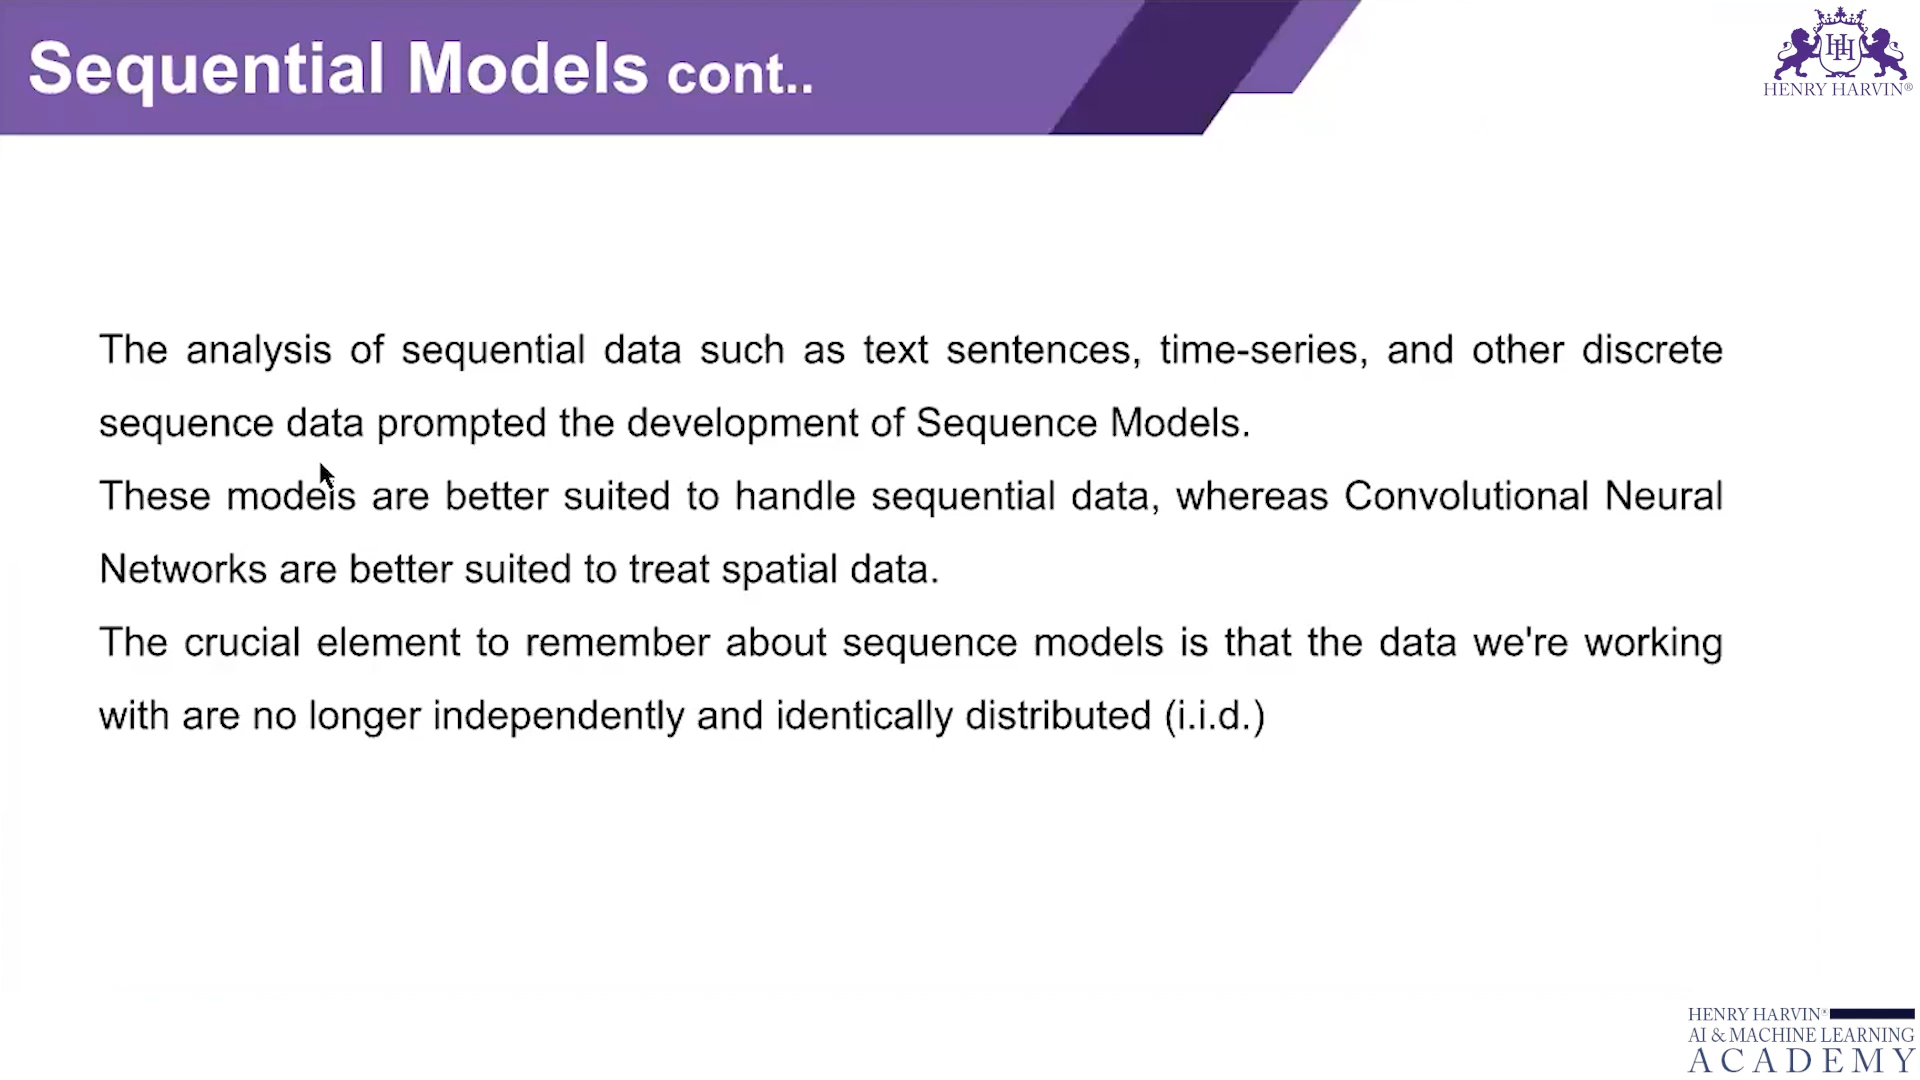 Sequential Models cont..
HENRY HARVIN®
The analysis of sequential data such as text sentences, time-series, and other discrete
sequence data prompted the development of Sequence Models.
These models are better suited to handle sequential data, whereas Convolutional Neural
Networks are better suited to treat spatial data.
The crucial element to remember about sequence models is that the data we're working
with are no longer independently and identically distributed (i.i.d.)
HENRY HARVIN®
AI & MACHINE LEARNING
ACADEMY